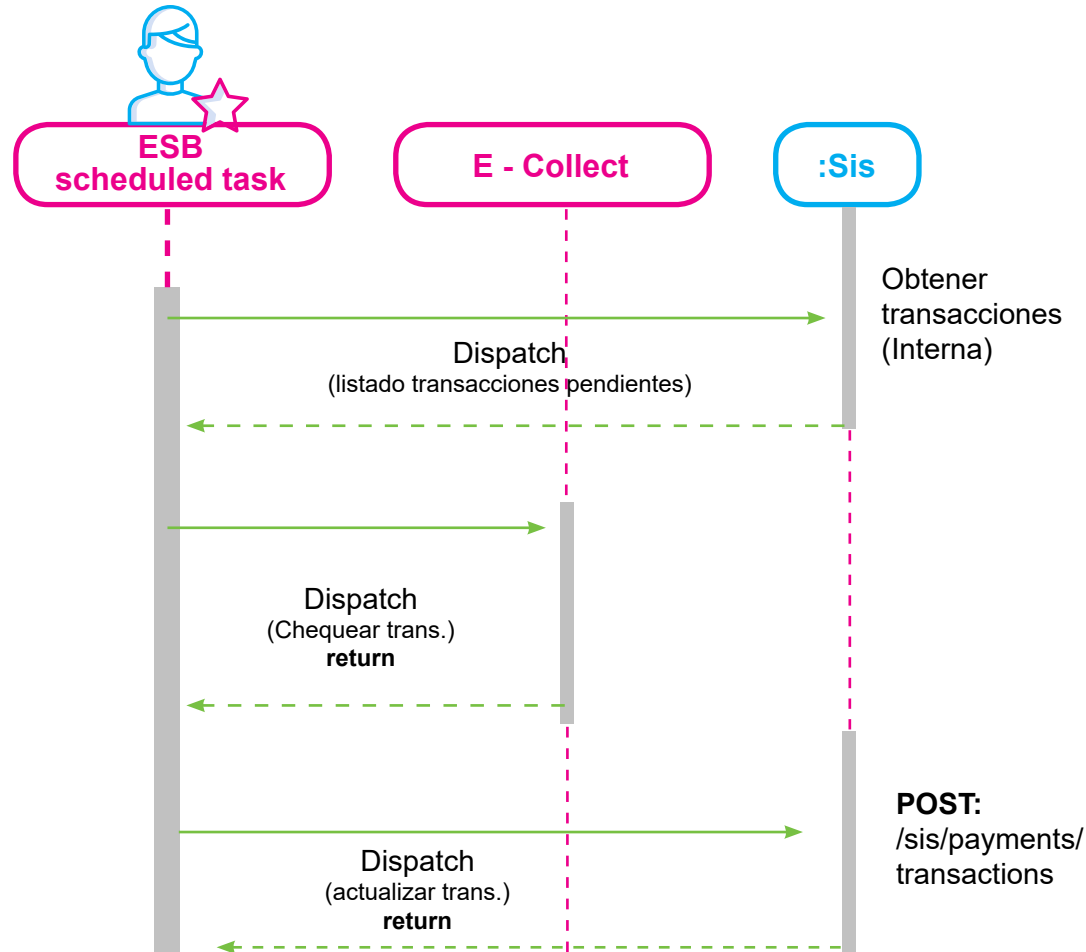 ESB
scheduled task
E - Collect
:Sis
Obtener
transacciones
(Interna)
Dispatch
(listado transacciones pendientes)
Dispatch
(Chequear trans.)
return
POST:
/sis/payments/
transactions
Dispatch
(actualizar trans.)
return